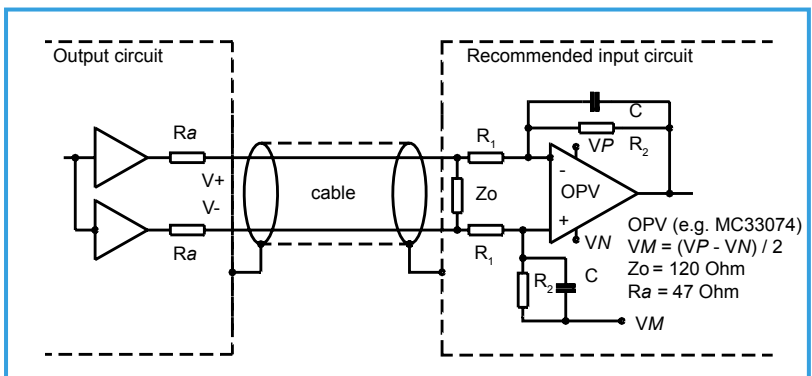 Output circuit
Recommended input circuit
Ra
V+
V-
Ra
cable
Zo
R1
R1
C
R2
VP
-
OPV
+
VN
R2
C
VM
OPV (e.g. MC33074)
VM = (VP - VN) / 2
Zo = 120 Ohm
Ra = 47 Ohm